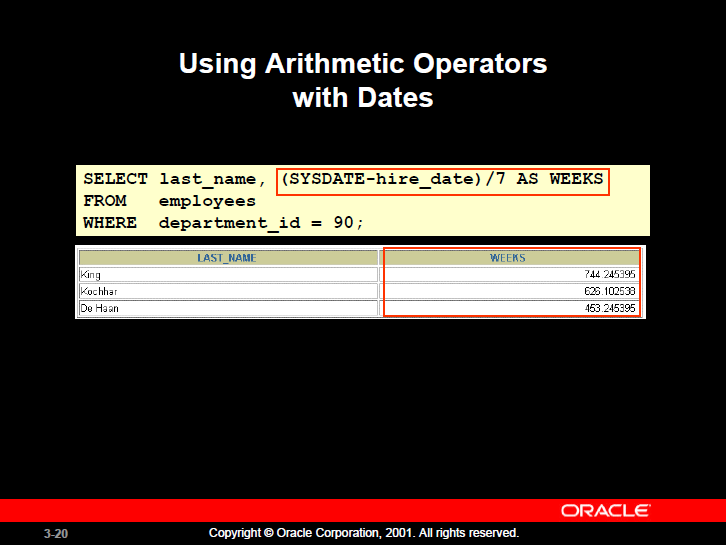 Using Arithmetic Operators
with Dates
SELECT last_name, (SYSDATE-hire_date)/7 AS WEEKS
FROM employees
WHERE department_id = 90;
LAST_NAME WEEKS
King 744.245395
Kochhar 626.102538
De Haan 453.245395
ORACLE®
3-20 Copyright © Oracle Corporation, 2001. All rights reserved.